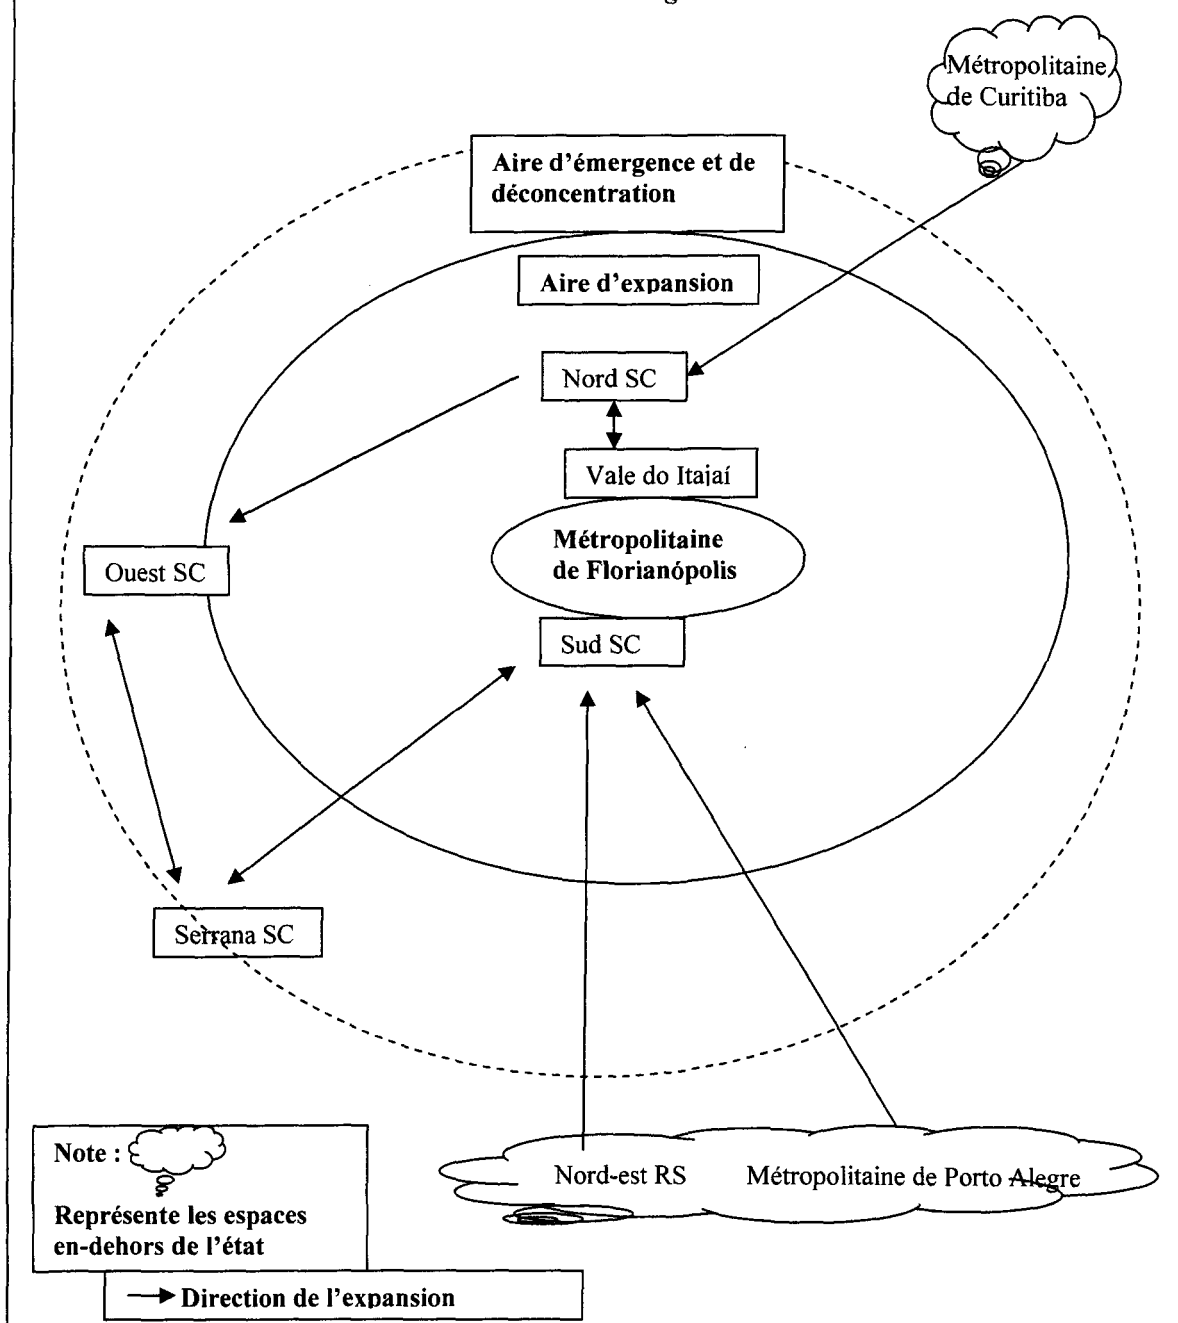 Métropolitaine
de Curitiba
Aire d'émergence et de
déconcentration
Aire d'expansion
Nord SC
Vale do Itajaí
Métropolitaine
de Florianópolis
Ouest SC
Sud SC
Serrana SC
Nord-est RS
Métropolitaine de Porto Alegre
Note :
Représente les espaces
en-dehors de l'état
Direction de l'expansion